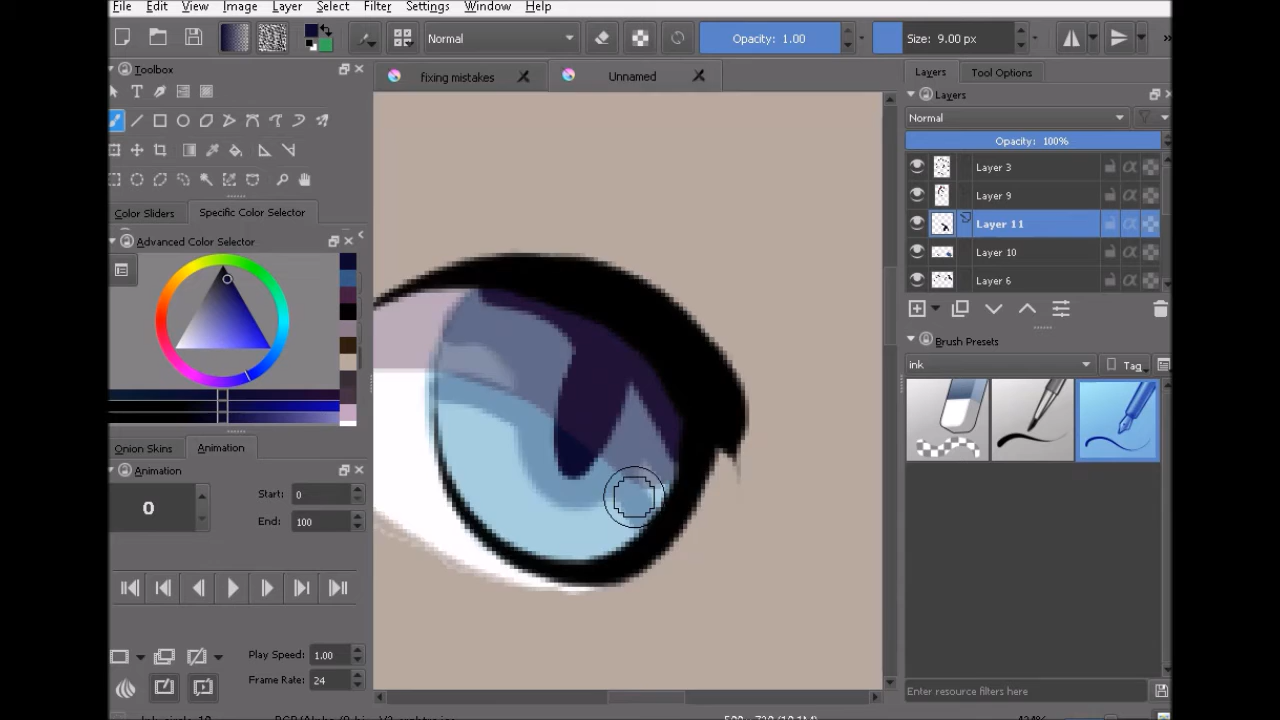 File Edit View Image Layer Select Filter Settings Window Help
Normal Opacity: 1.00 Size: 9.00 px »
Toolbox
fixing mistakes Unnamed
Layers Tool Options
Layers
Normal
Opacity: 100%
Layer 3
Layer 9
Layer 11
Layer 10
Layer 6
Color Sliders Specific Color Selector
Advanced Color Selector
Onion Skins Animation
Animation
0 Start: 0
End: 100
Play Speed: 1.00
Frame Rate: 24
Brush Presets
ink Tag
Enter resource filters here